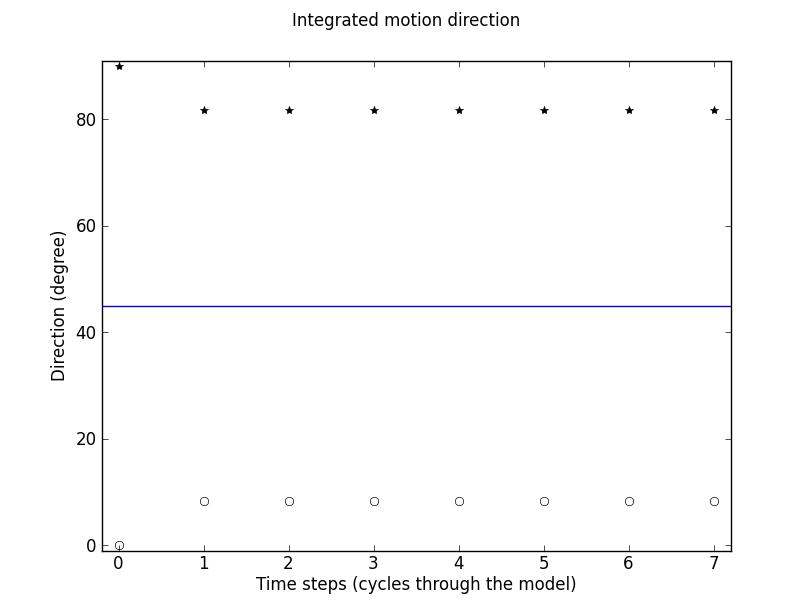 Integrated motion direction
80
60
40
20
0
Direction (degree)
0 1 2 3 4 5 6 7
Time steps (cycles through the model)